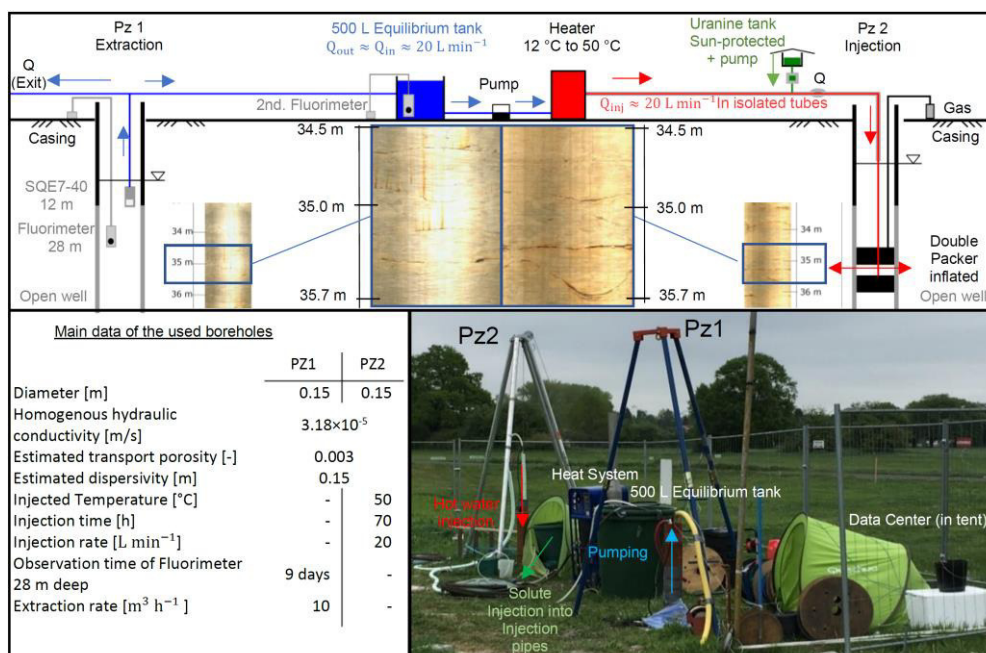 Pz 1
Extraction
500 L Equilibrium tank
Q_out ≈ Q_in ≈ 20 L min⁻¹
Heater
12 °C to 50 °C
Uranine tank
Sun-protected
+ pump
Pz 2
Injection
Q
(Exit)
2nd. Fluorimeter
Pump
Q
Q_inj ≈ 20 L min⁻¹ In isolated tubes
Gas
Casing
Casing
34.5 m
34.5 m
SQE7-40
12 m
Fluorimeter
28 m
34 m
35 m
36 m
35.0 m
35.0 m
34 m
35 m
36 m
Double
Packer
inflated
Open well
35.7 m
35.7 m
Open well
Main data of the used boreholes
PZ1 PZ2
Diameter [m] 0.15 0.15
Homogenous hydraulic
conductivity [m/s] 3.18×10⁻⁵
Estimated transport porosity [-] 0.003
Estimated dispersivity [m] 0.15
Injected Temperature [°C] - 50
Injection time [h] - 70
Injection rate [L min⁻¹] - 20
Observation time of Fluorimeter
28 m deep 9 days -
Extraction rate [m³ h⁻¹] 10 -
Pz2
Pz1
Heat System
500 L Equilibrium tank
Hot water
injection
Data Center (in tent)
Pumping
Solute
Injection into
Injection
pipes